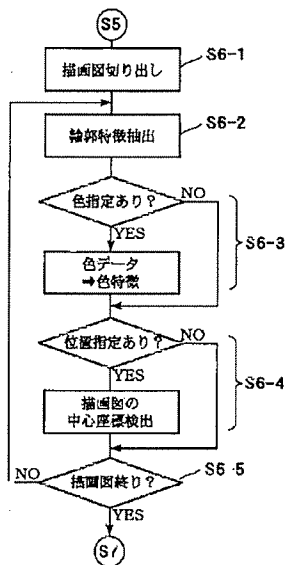 S5
描画図切り出し
S6-1
輪郭特徴抽出
S6-2
色指定あり?
NO
YES
色データ
→色特徴
S6-3
位置指定あり?
NO
YES
描画図の
中心座標検出
S6-4
NO
描画図終り?
S6-5
YES
S7